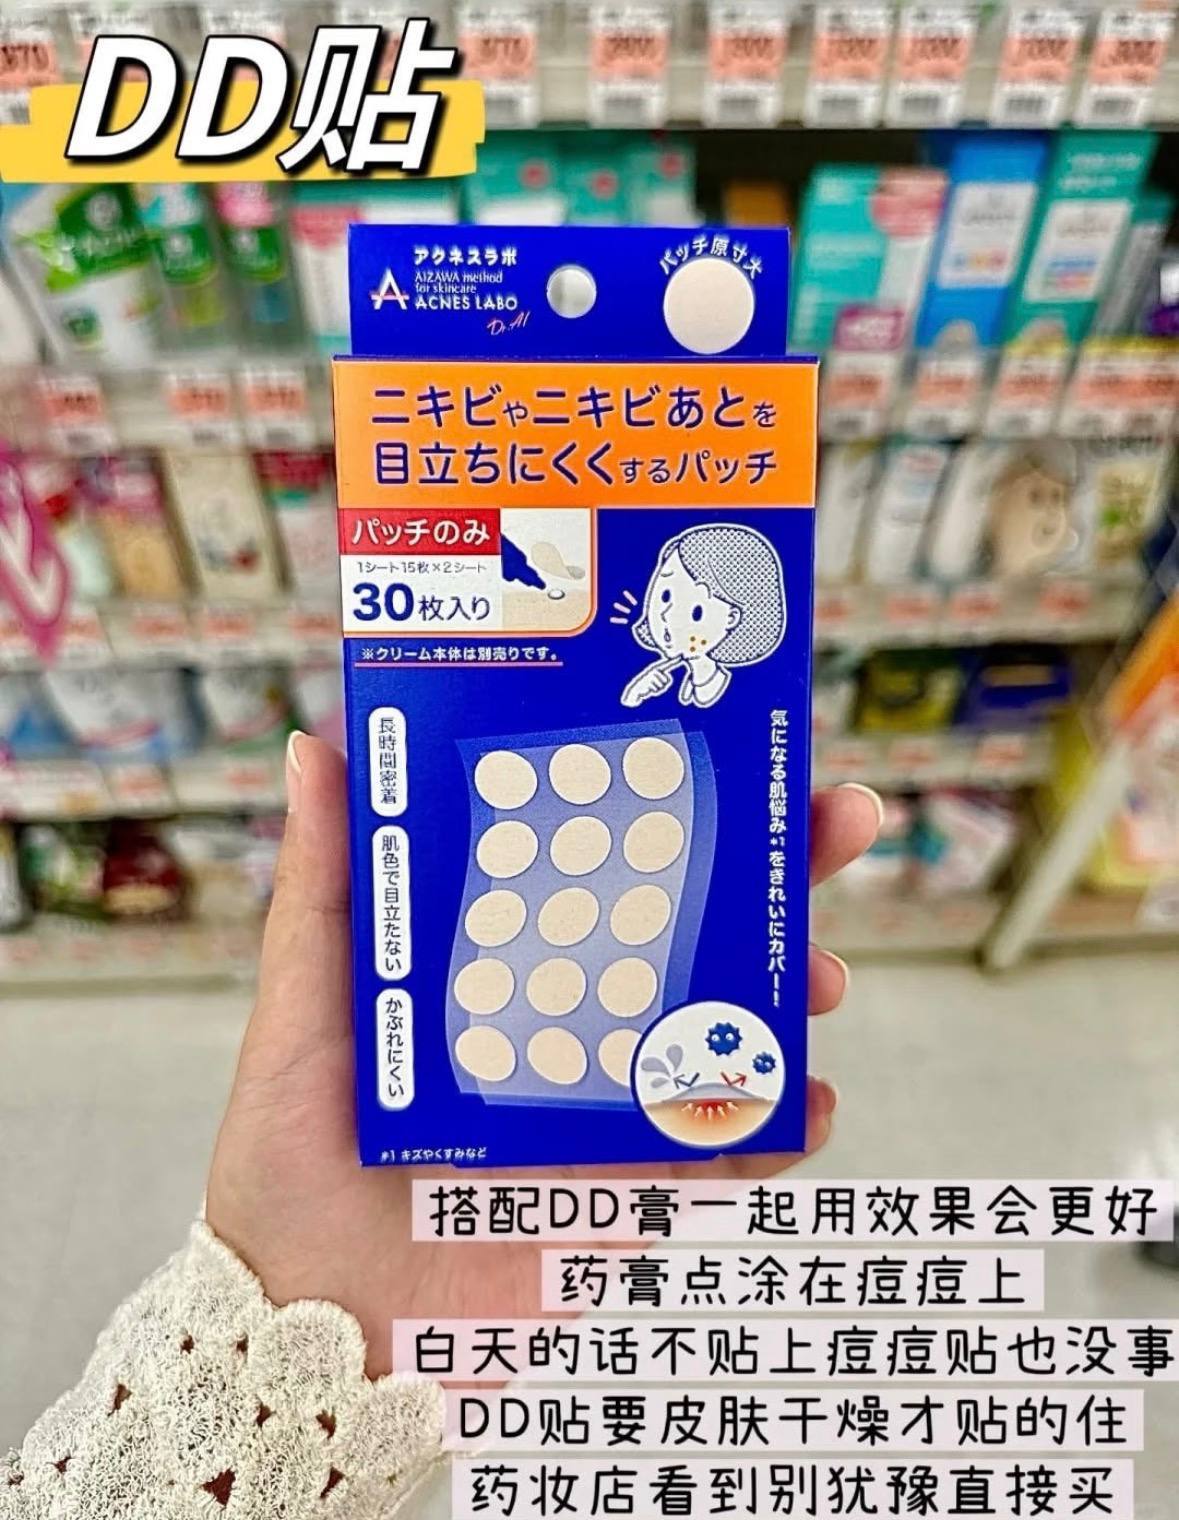 DD贴
アクネスラボ
AIZAWA method
for skincare
ACNES LABO
Dr.AI
パッチ原寸大
ニキビやニキビあとを
目立ちにくくするパッチ
パッチのみ
1シート15枚×2シート
30枚入り
※クリーム本体は別売りです。
長時間密着
肌色で目立たない
かぶれにくい
気になる肌悩み*1をきれいにカバー!
*1 キズやくすみなど
搭配DD膏一起用效果会更好
药膏点涂在痘痘上
白天的话不贴上痘痘贴也没事
DD贴要皮肤干燥才贴的住
药妆店看到别犹豫直接买